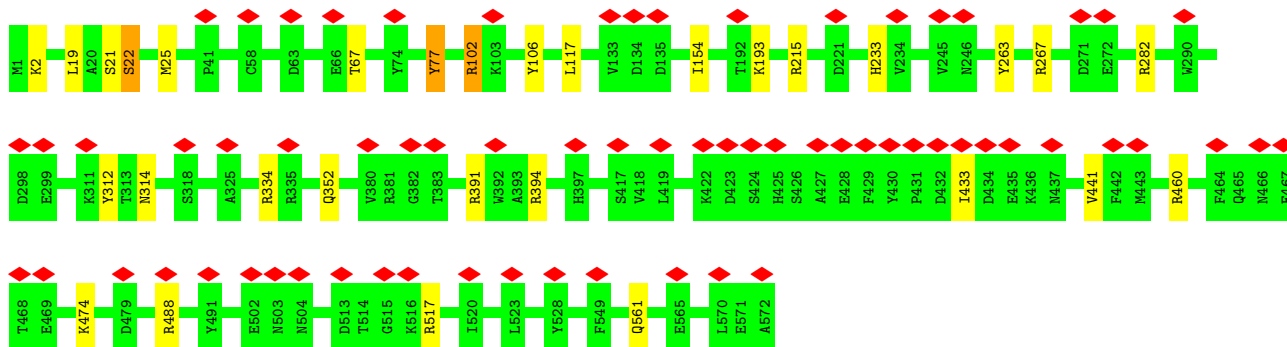 M1 K2 L19 A20 S21 S22 M25 P41 C58 D63 E66 T67 Y74 Y77 R102 K103 Y106 L117 V133 D134 D135 I154 T192 K193 R215 D221 H233 V234 V245 N246 Y263 R267 D271 E272 R282 W290
D298 E299 K311 Y312 T313 N314 S318 A325 R334 R335 Q352 V380 R381 G382 T383 R391 W392 A393 R394 H397 S417 V418 L419 K422 D423 S424 H425 S426 A427 E428 F429 Y430 P431 D432 I433 D434 E435 K436 N437 V441 F442 M443 R460 F464 Q465 N466
T468 E469 K474 D479 R488 Y491 E502 N503 N504 D513 T514 G515 K516 R517 I520 L523 Y528 F549 Q561 E565 L570 E571 A572